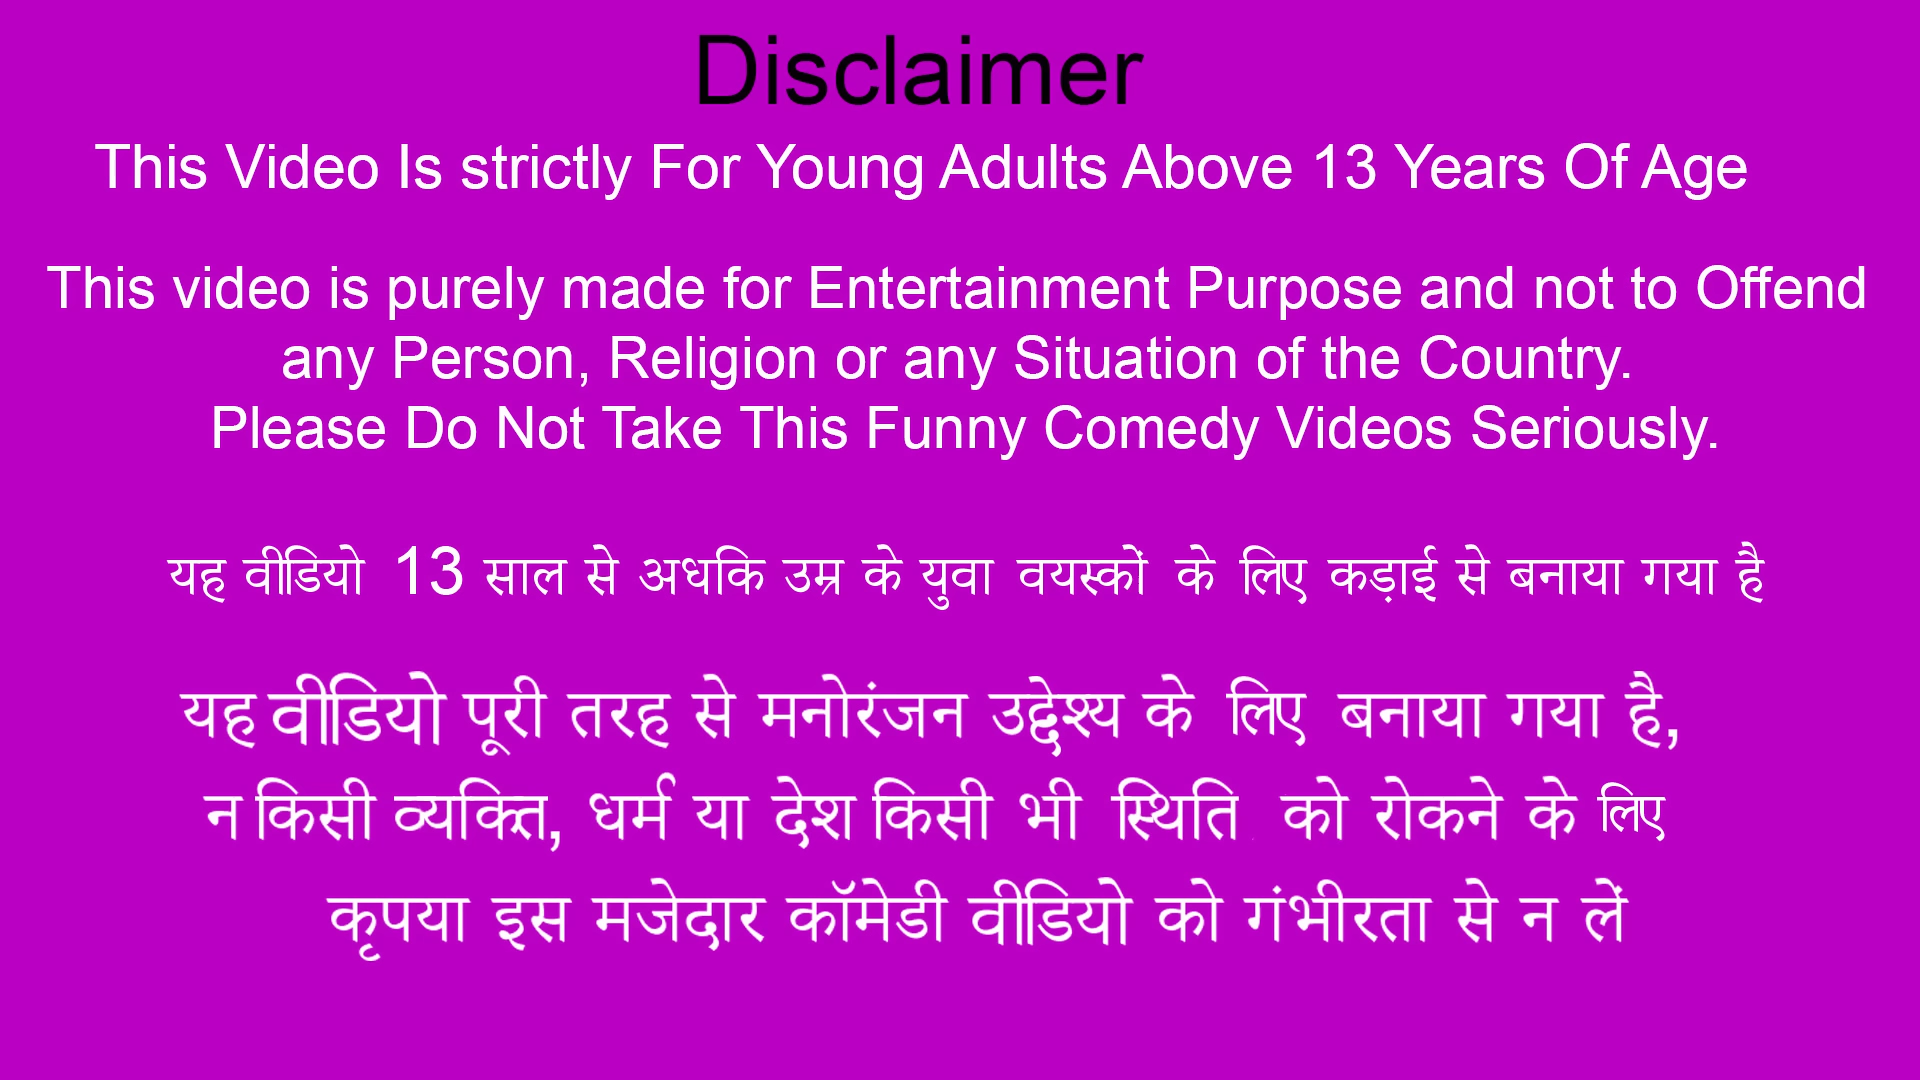 Disclaimer
This Video Is strictly For Young Adults Above 13 Years Of Age
This video is purely made for Entertainment Purpose and not to Offend
any Person, Religion or any Situation of the Country.
Please Do Not Take This Funny Comedy Videos Seriously.
यह वीडियो 13 साल से अधकि उम्र के युवा वयस्कों के लिए कड़ाई से बनाया गया है
यह वीडियो पूरी तरह से मनोरंजन उद्देश्य के लिए बनाया गया है,
न किसी व्यक्ति, धर्म या देश किसी भी स्थिति को रोकने के लिए
कृपया इस मजेदार कॉमेडी वीडियो को गंभीरता से न लें